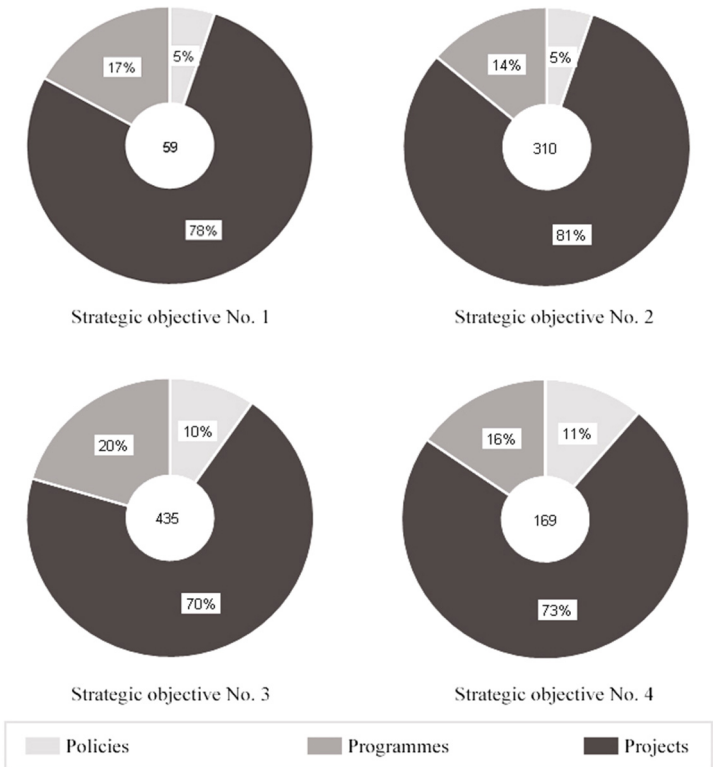 17%
5%
59
78%
Strategic objective No. 1
14%
5%
310
81%
Strategic objective No. 2
20%
10%
435
70%
Strategic objective No. 3
16%
11%
169
73%
Strategic objective No. 4
Policies
Programmes
Projects